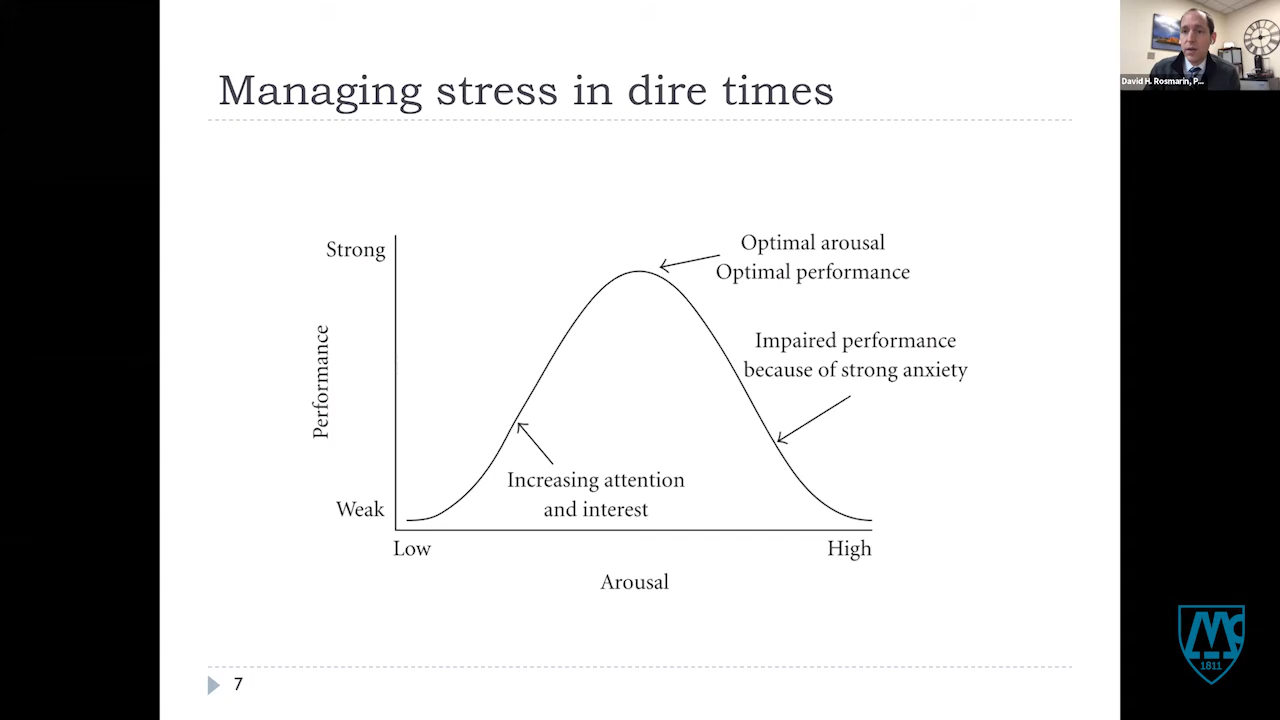 Managing stress in dire times
David H. Rosmarin, P...
Strong
Optimal arousal
Optimal performance
Impaired performance
because of strong anxiety
Performance
Increasing attention
and interest
Weak
Low
High
Arousal
7
Mc
1811